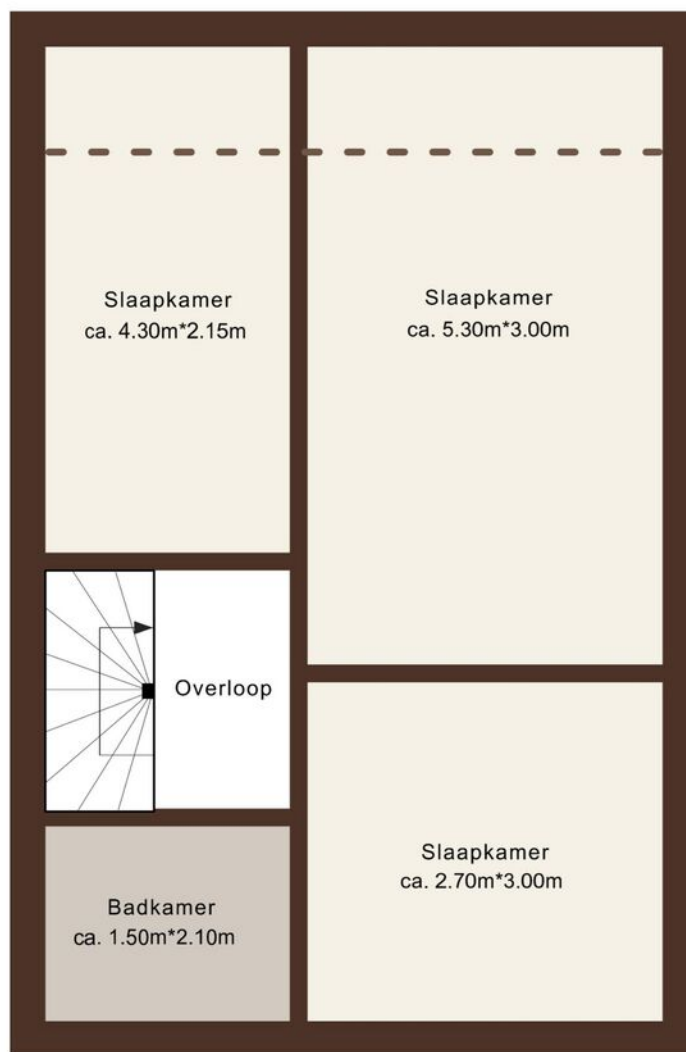 Slaapkamer
ca. 4.30m*2.15m
Slaapkamer
ca. 5.30m*3.00m
Overloop
Slaapkamer
ca. 2.70m*3.00m
Badkamer
ca. 1.50m*2.10m